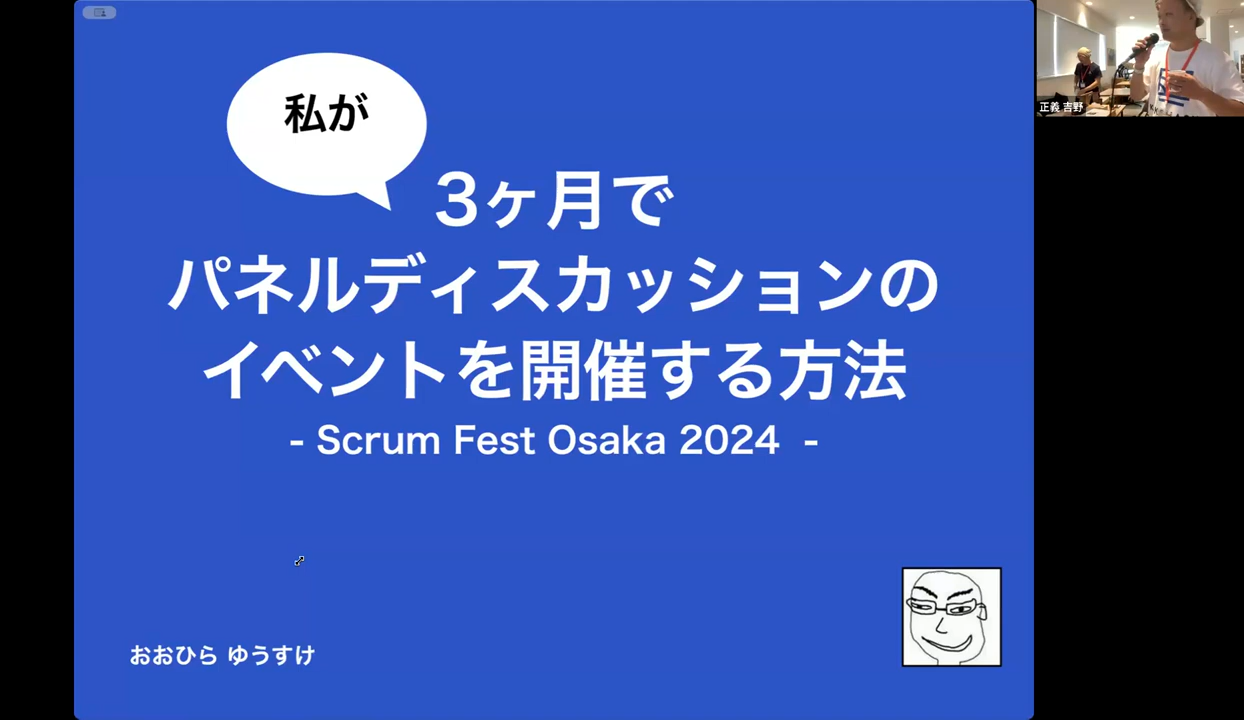 私が
3ヶ月で
パネルディスカッションの
イベントを開催する方法
- Scrum Fest Osaka 2024 -
おおひら ゆうすけ
正義 吉野